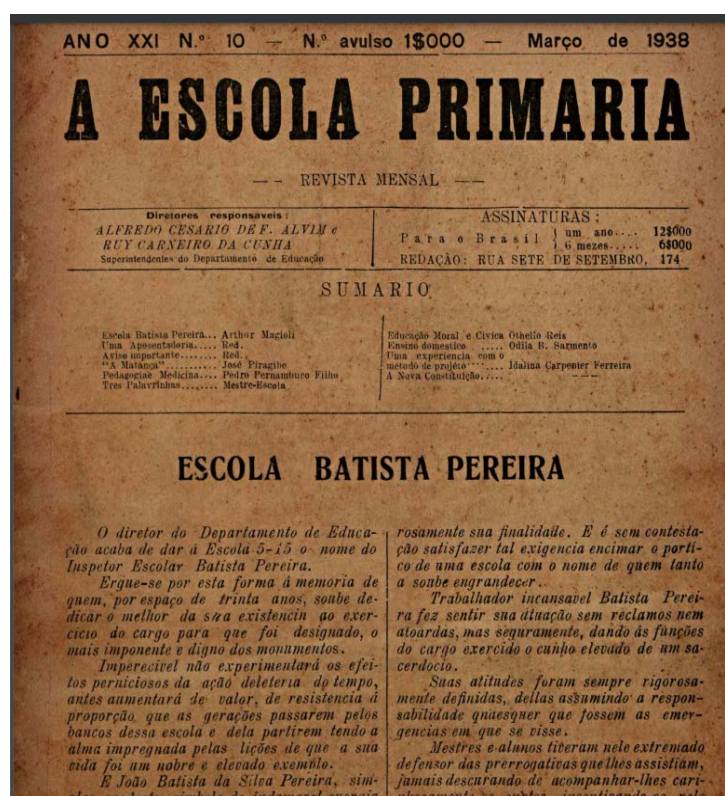 ANO XXI N.º 10 — N.º avulso 1$000 — Março de 1938
A ESCOLA PRIMARIA
— - REVISTA MENSAL - —
Diretores responsaveis:
ALFREDO CESARIO DE F. ALVIM e
RUY CARNEIRO DA CUNHA
Superintendentes do Departamento de Educação
ASSINATURAS:
Para o Brasil { um ano.... 12$000
6 mezes..... 6$000
REDAÇÃO: RUA SETE DE SETEMBRO, 174
SUMARIO
Escola Batista Pereira... Arthur Magioli
Uma Aposentadoria..... Red.
Aviso importante........ Red.
"A Matança"........... José Piragibe
Pedagogiae Medicina.... Pedro Pernambuco Filho
Tres Palavrinhas........ Mestre-Escola
Educação Moral e Civica Othello Reis
Ensino domestico ..... Odila R. Sarmento
Uma experiencia com o
metodo de projéto ..... Idalina Carpenter Ferreira
A Nova Constituição.....
ESCOLA BATISTA PEREIRA
O diretor do Departamento de Educa-
ção acaba de dar á Escola 5-15 o nome do
Inspetor Escolar Batista Pereira.
Ergue-se por esta forma á memoria de
quem, por espaço de trinta anos, soube de-
dicar o melhor da sua existencia ao exer-
cicio do cargo para que foi designado, o
mais imponente e digno dos monumentos.
Imperecivel não experimentará os efei-
tos perniciosos da ação deleteria do tempo,
antes aumentará de valor, de resistencia á
proporção que as gerações passarem pelos
bancos dessa escola e dela partirem tendo a
alma impregnada pelas lições de que a sua
vida foi um nobre e elevado exemplo.
E João Batista da Silva Pereira, sim-
rosamente sua finalidade. E é sem contesta-
ção satisfazer tal exigencia encimar o porti-
co de uma escola com o nome de quem tanto
a soube engrandecer.
Trabalhador incansavel Batista Perei-
ra fez sentir sua atuação sem reclamos nem
aloardas, mas seguramente, dando ás funções
do cargo exercido o cunho elevado de um sa-
cerdocio.
Suas atitudes foram sempre rigorosa-
mente definidas, dellas assumindo a respon-
sabilidade quaesquer que fossem as emer-
gencias em que se visse.
Mestres e alunos tiveram nele extremado
defensor das prerrogativas que lhes assistiam,
jamais descurando de acompanhar-lhes cari-